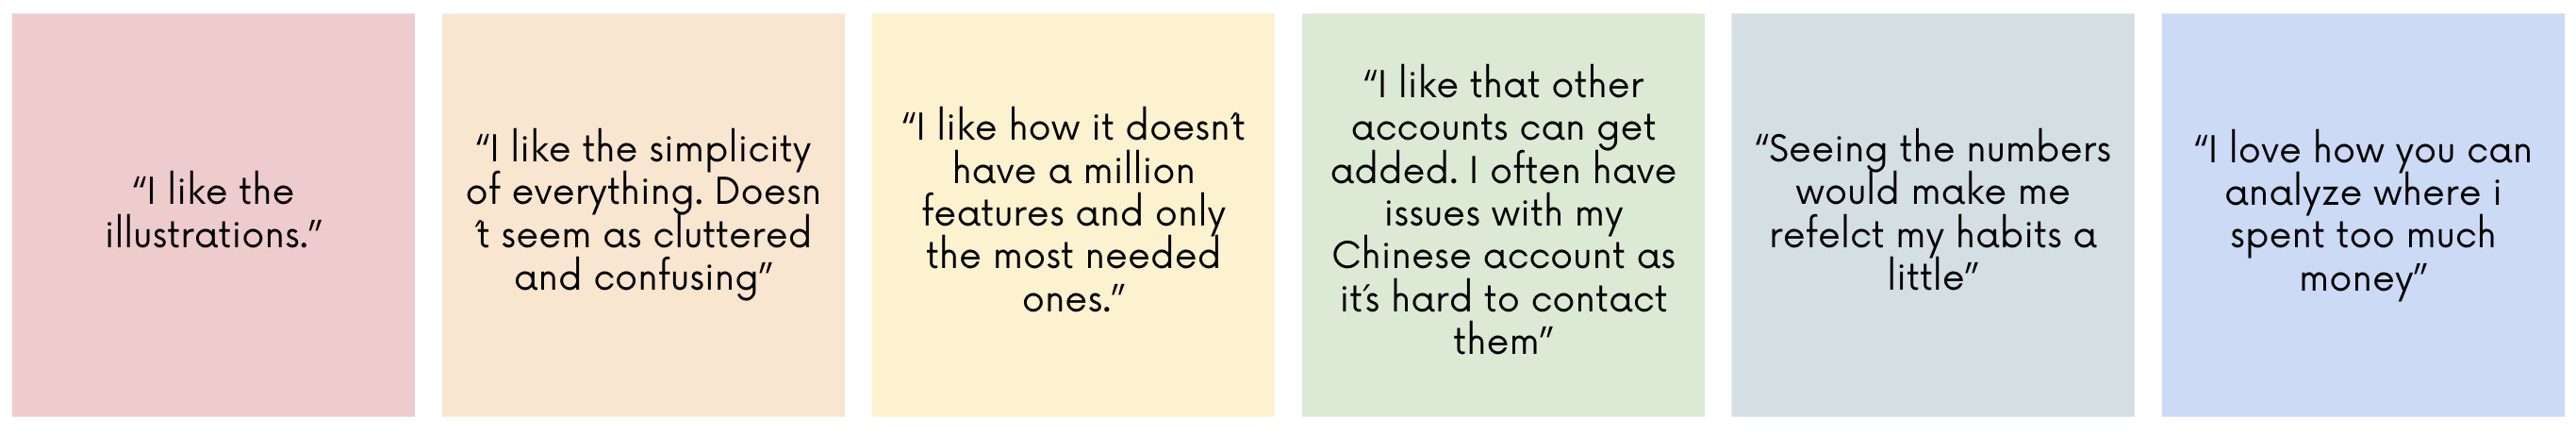 “I like the
illustrations.”
“I like the simplicity
of everything. Doesn
´t seem as cluttered
and confusing”
“I like how it doesn´t
have a million
features and only
the most needed
ones.”
“I like that other
accounts can get
added. I often have
issues with my
Chinese account as
it´s hard to contact
them”
“Seeing the numbers
would make me
refelct my habits a
little”
“I love how you can
analyze where i
spent too much
money”